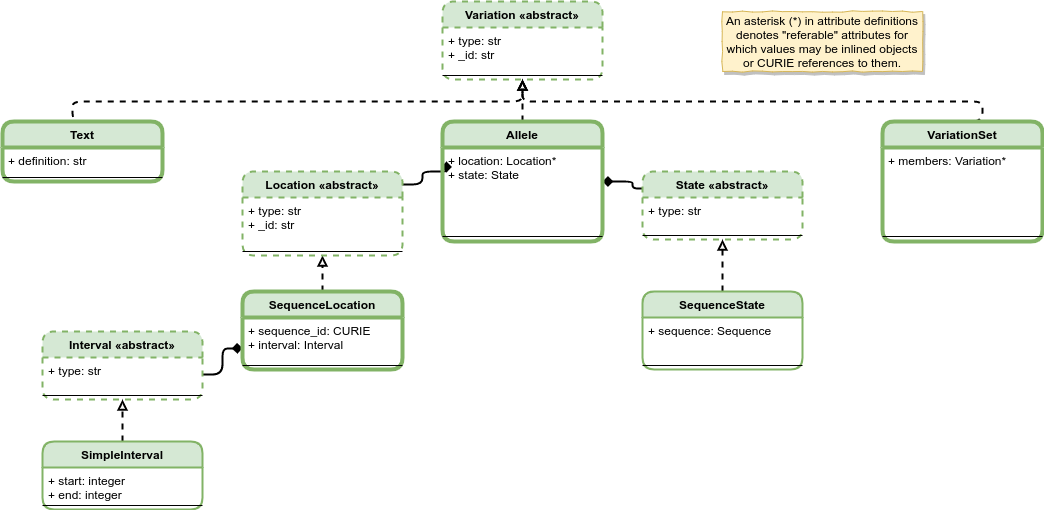 Variation «abstract»
+ type: str
+ _id: str
An asterisk (*) in attribute definitions
denotes "referable" attributes for
which values may be inlined objects
or CURIE references to them.
Text
+ definition: str
Allele
+ location: Location*
+ state: State
VariationSet
+ members: Variation*
Location «abstract»
+ type: str
+ _id: str
State «abstract»
+ type: str
SequenceLocation
+ sequence_id: CURIE
+ interval: Interval
SequenceState
+ sequence: Sequence
Interval «abstract»
+ type: str
SimpleInterval
+ start: integer
+ end: integer